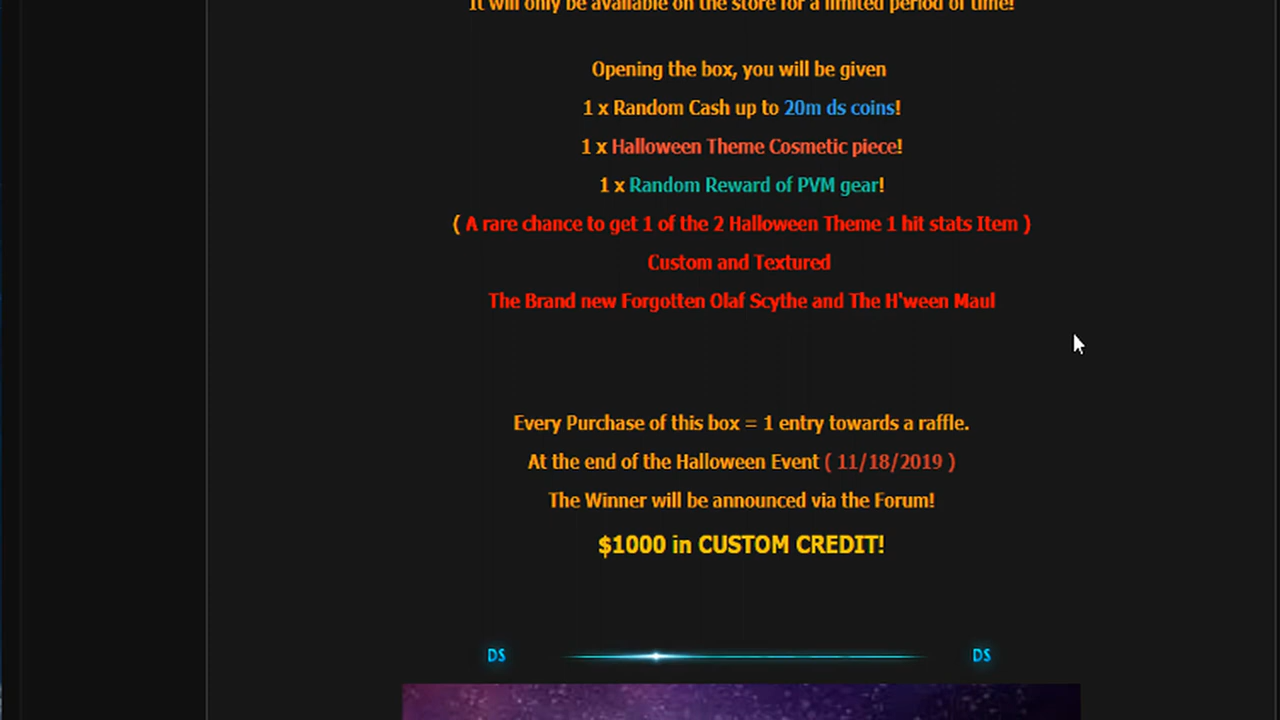 It will only be available on the store for a limited period of time!
Opening the box, you will be given
1 x Random Cash up to 20m ds coins!
1 x Halloween Theme Cosmetic piece!
1 x Random Reward of PVM gear!
( A rare chance to get 1 of the 2 Halloween Theme 1 hit stats Item )
Custom and Textured
The Brand new Forgotten Olaf Scythe and The H'ween Maul
Every Purchase of this box = 1 entry towards a raffle.
At the end of the Halloween Event ( 11/18/2019 )
The Winner will be announced via the Forum!
$1000 in CUSTOM CREDIT!
DS DS